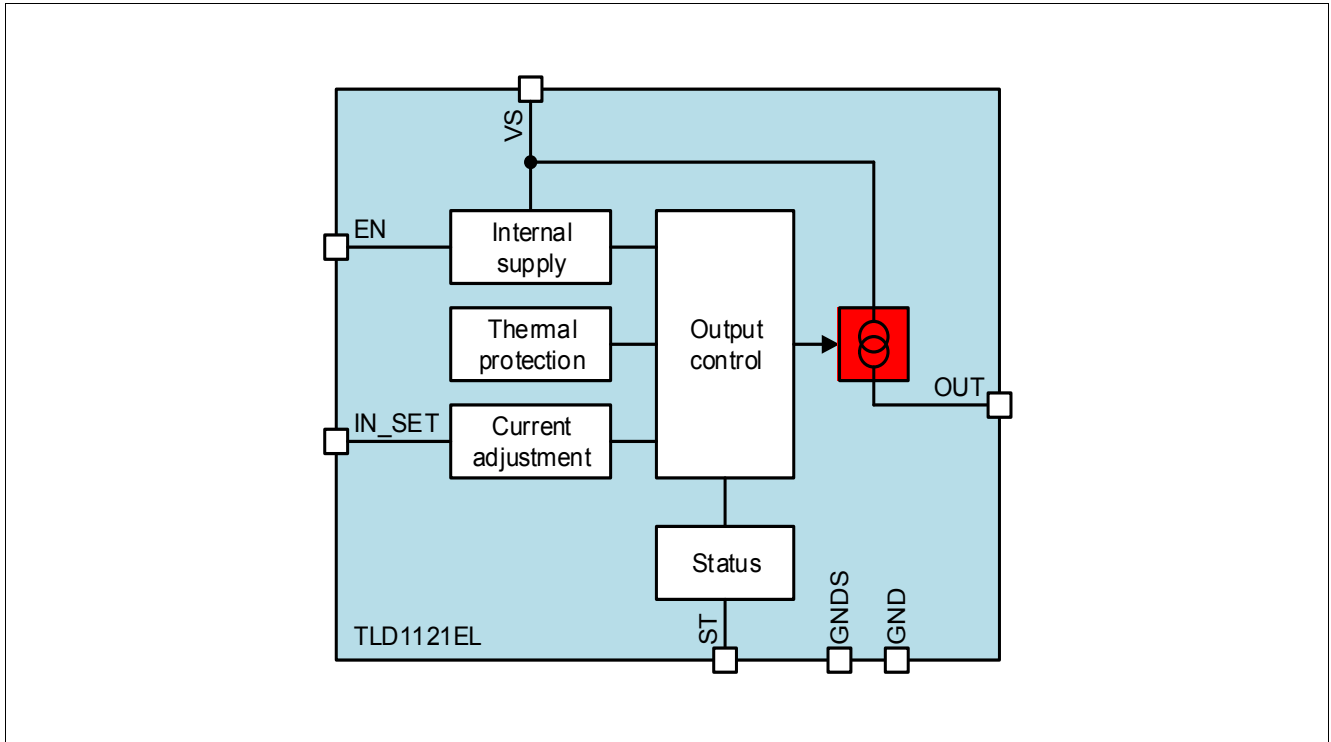 VS
EN
Internal
supply
Thermal
protection
Output
control
OUT
IN_SET
Current
adjustment
Status
ST
GNDS
GND
TLD1121EL